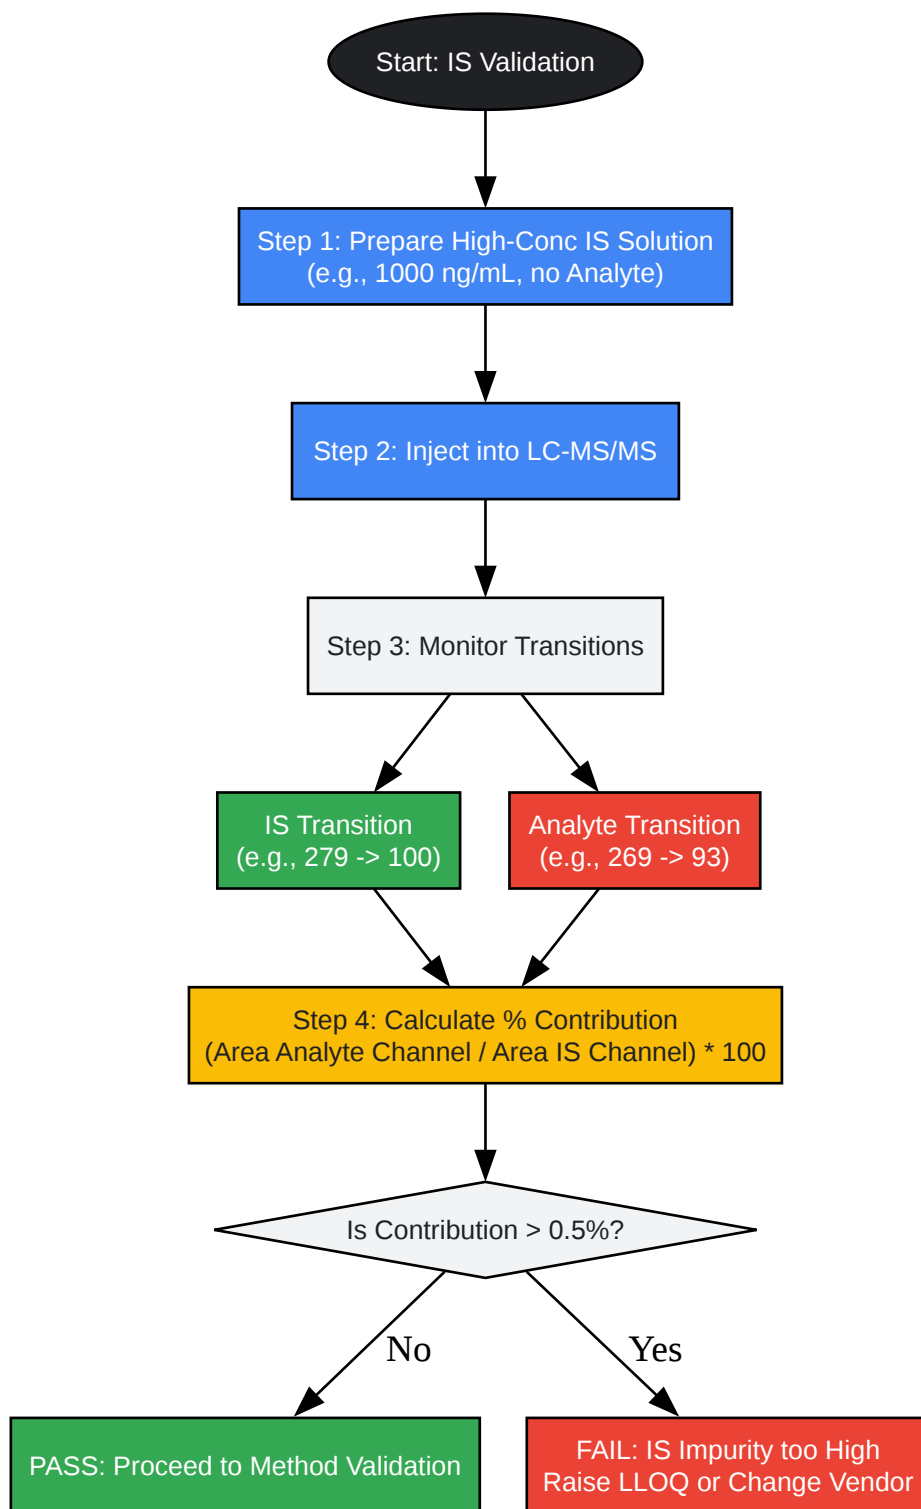 Start: IS Validation
Step 1: Prepare High-Conc IS Solution
(e.g., 1000 ng/mL, no Analyte)
Step 2: Inject into LC-MS/MS
Step 3: Monitor Transitions
IS Transition
(e.g., 279 -> 100)
Analyte Transition
(e.g., 269 -> 93)
Step 4: Calculate % Contribution
(Area Analyte Channel / Area IS Channel) * 100
Is Contribution > 0.5%?
No
Yes
PASS: Proceed to Method Validation
FAIL: IS Impurity too High
Raise LLOQ or Change Vendor